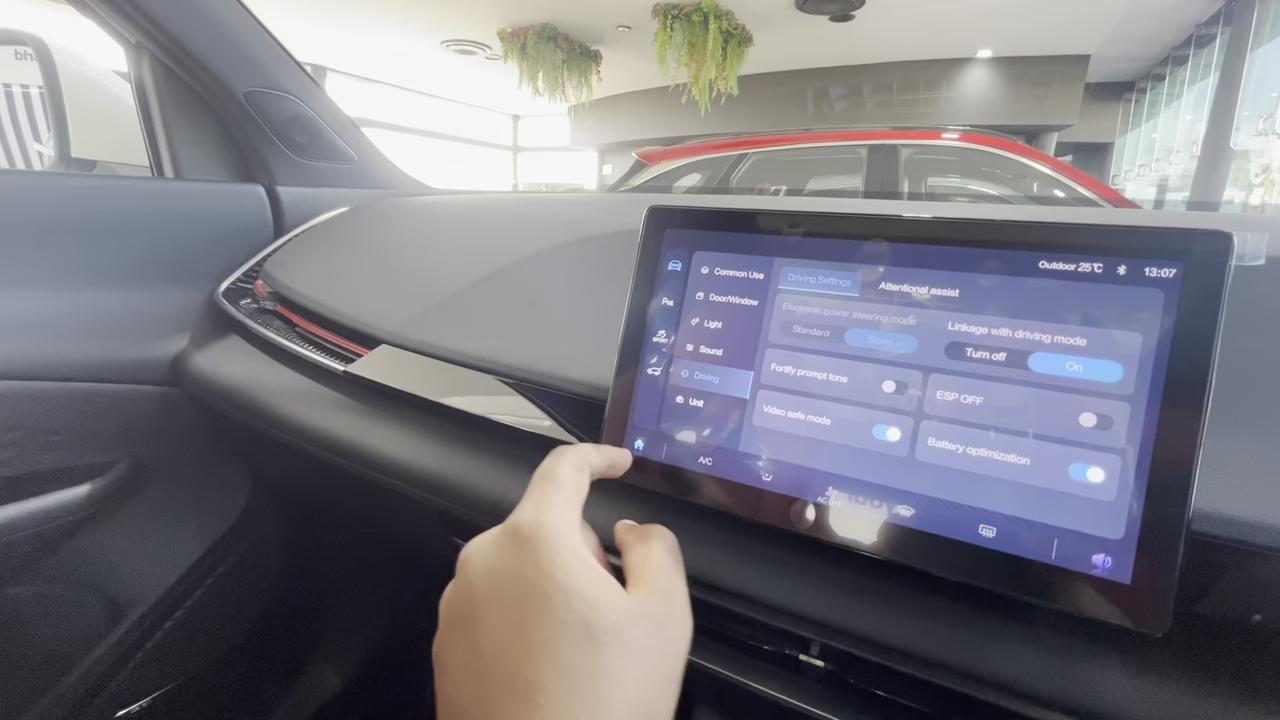 Outdoor 25℃ 13:07
Common Use
Door/Window
Light
Sound
Driving
Unit
SPORT
Driving Settings
Attentional assist
Electronic power steering mode
Standard
Linkage with driving mode
Turn off
On
Fortify prompt tone
ESP OFF
Video safe mode
Battery optimization
A/C